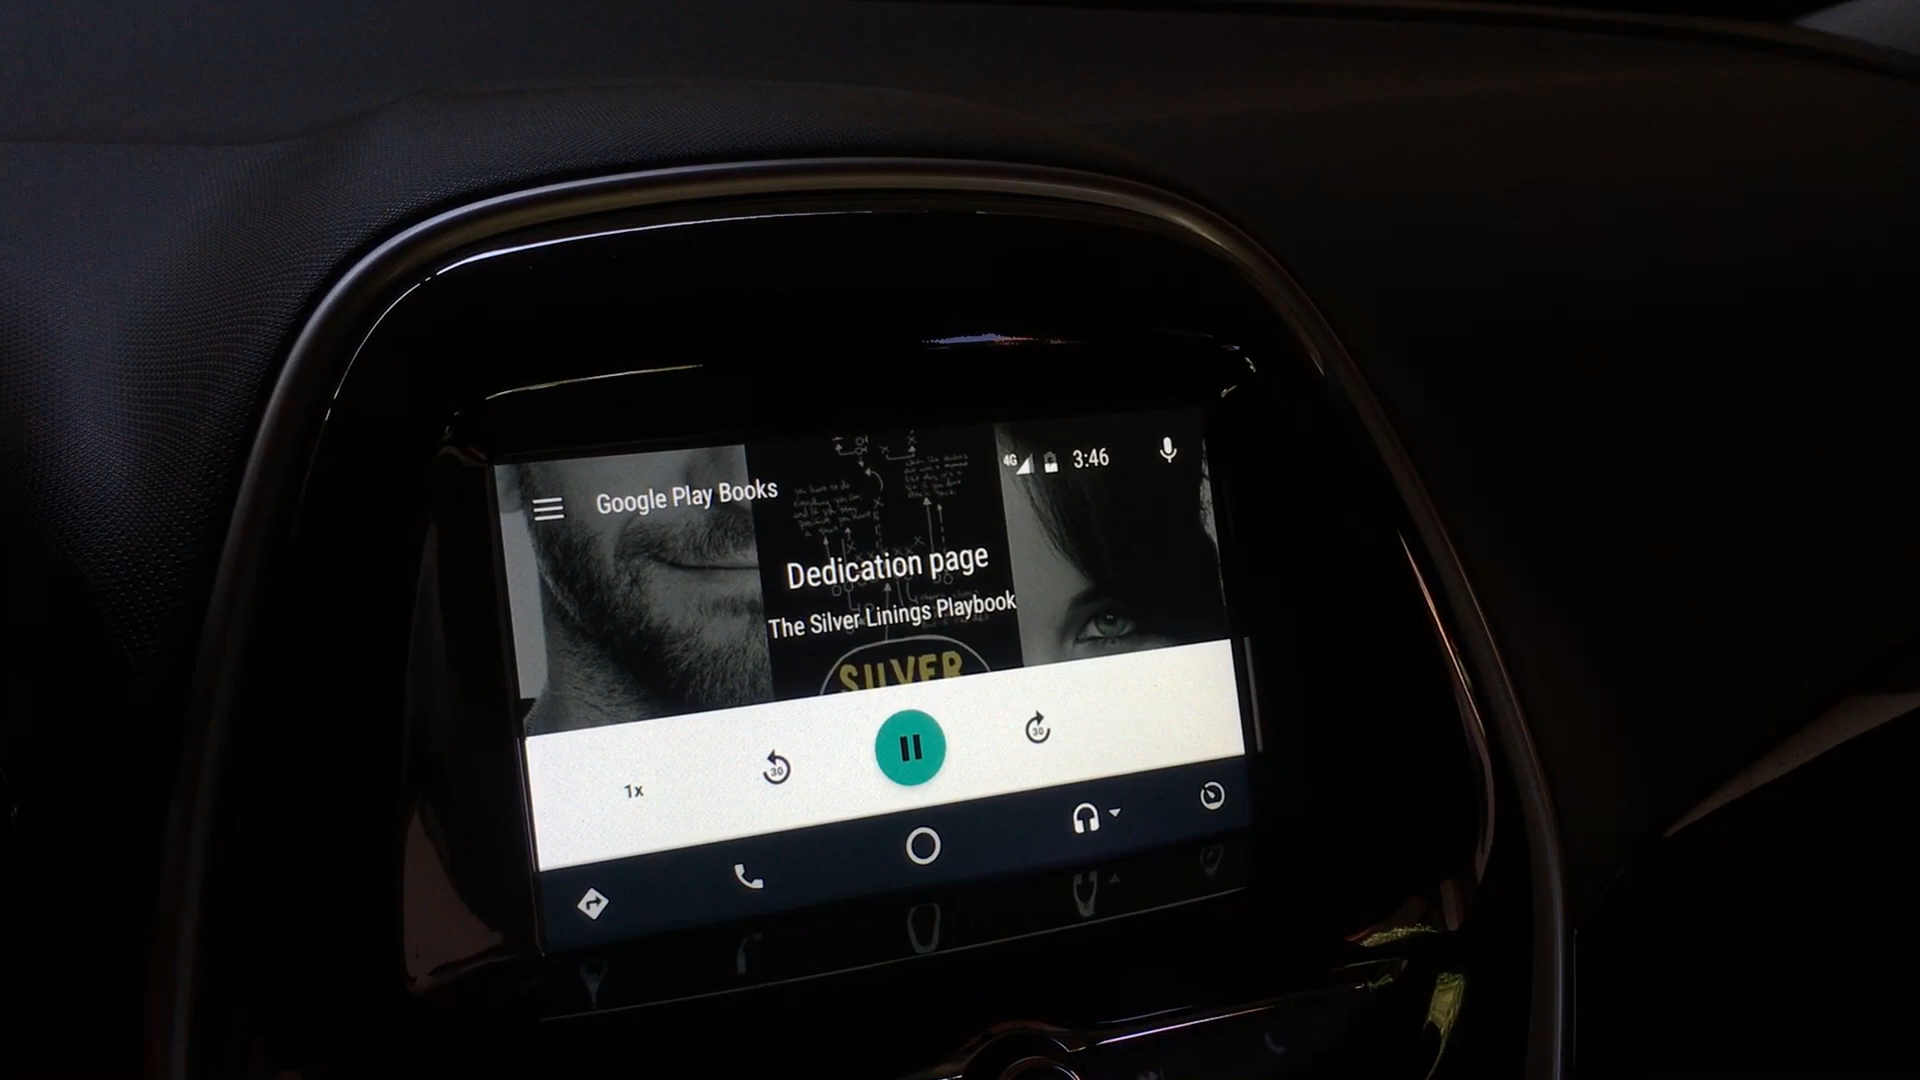 Google Play Books
4G 3:46
Dedication page
The Silver Linings Playbook
SILVER
1x
30
30